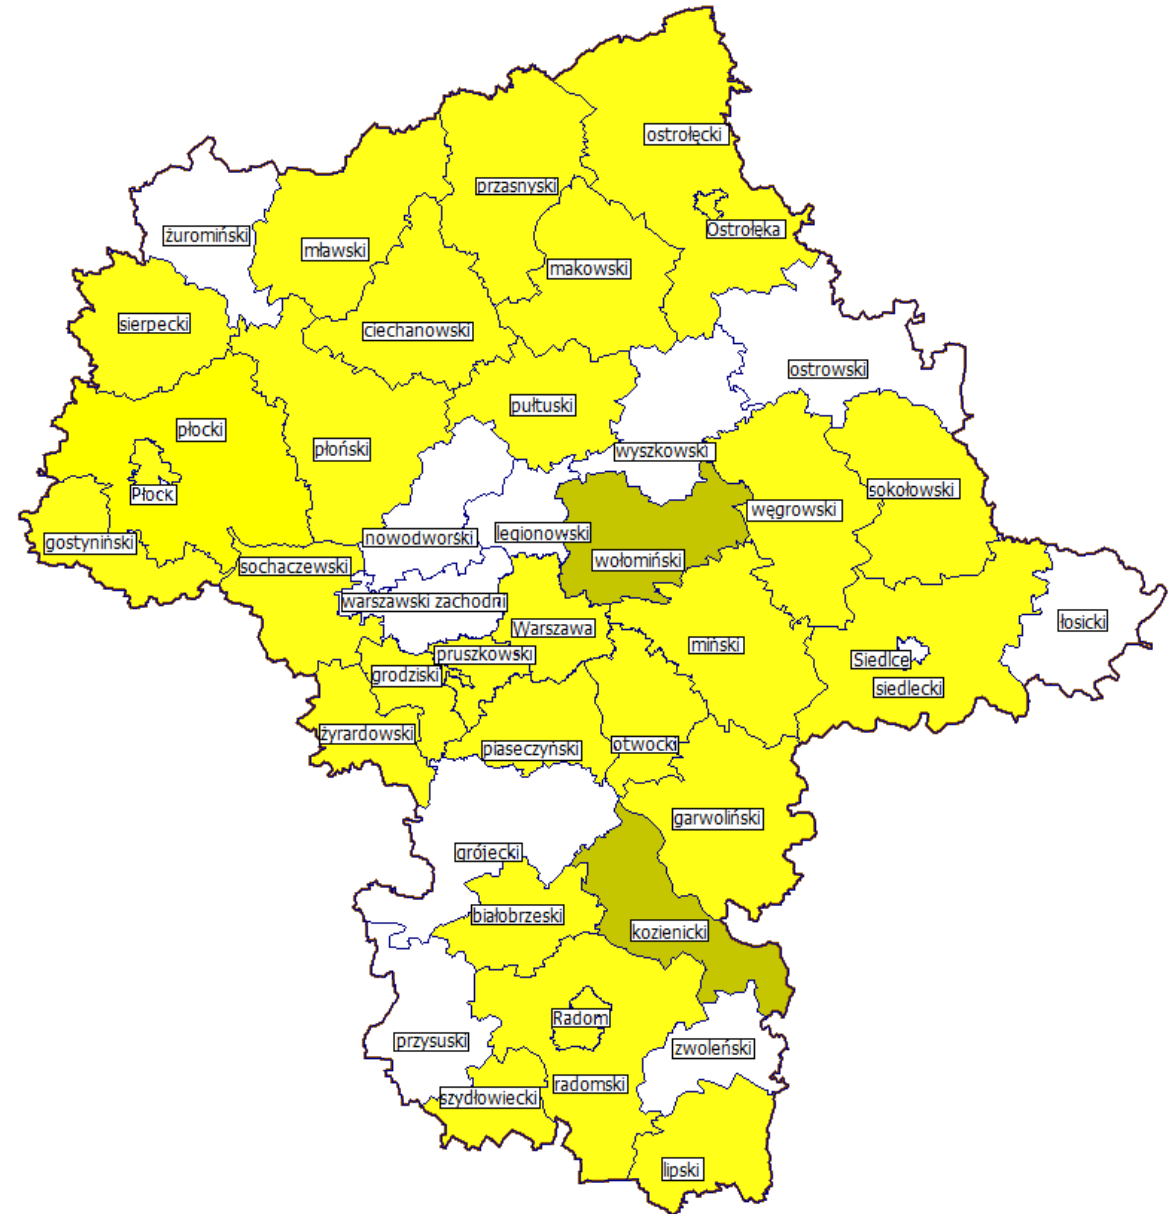 ostrołęcki
przasnyski
Ostrołęka
żuromiński
mławski
makowski
sierpecki
ciechanowski
ostrowski
pułtuski
płocki
płoński
wyszkowski
sokołowski
Płock
węgrowski
gostyniński
nowodworski
legionowski
wołomiński
sochaczewski
warszawski zachodni
łosicki
Warszawa
miński
pruszkowski
Siedlce
grodziski
siedlecki
żyrardowski
piaseczyński
otwocki
garwoliński
grójecki
białobrzeski
kozienicki
Radom
przysuski
zwoleński
radomski
szydłowiecki
lipski